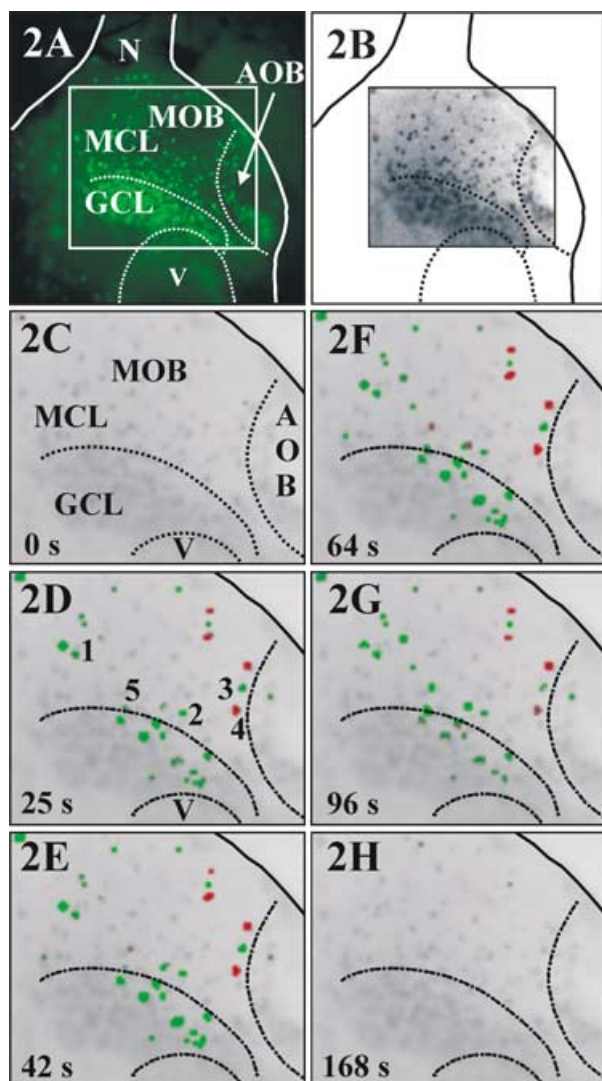 2A
N
AOB
MOB
MCL
GCL
V
2B
2C
MOB
MCL
A
O
B
GCL
V
0 s
2F
64 s
2D
1
5
3
2
4
V
25 s
2G
96 s
2E
42 s
2H
168 s